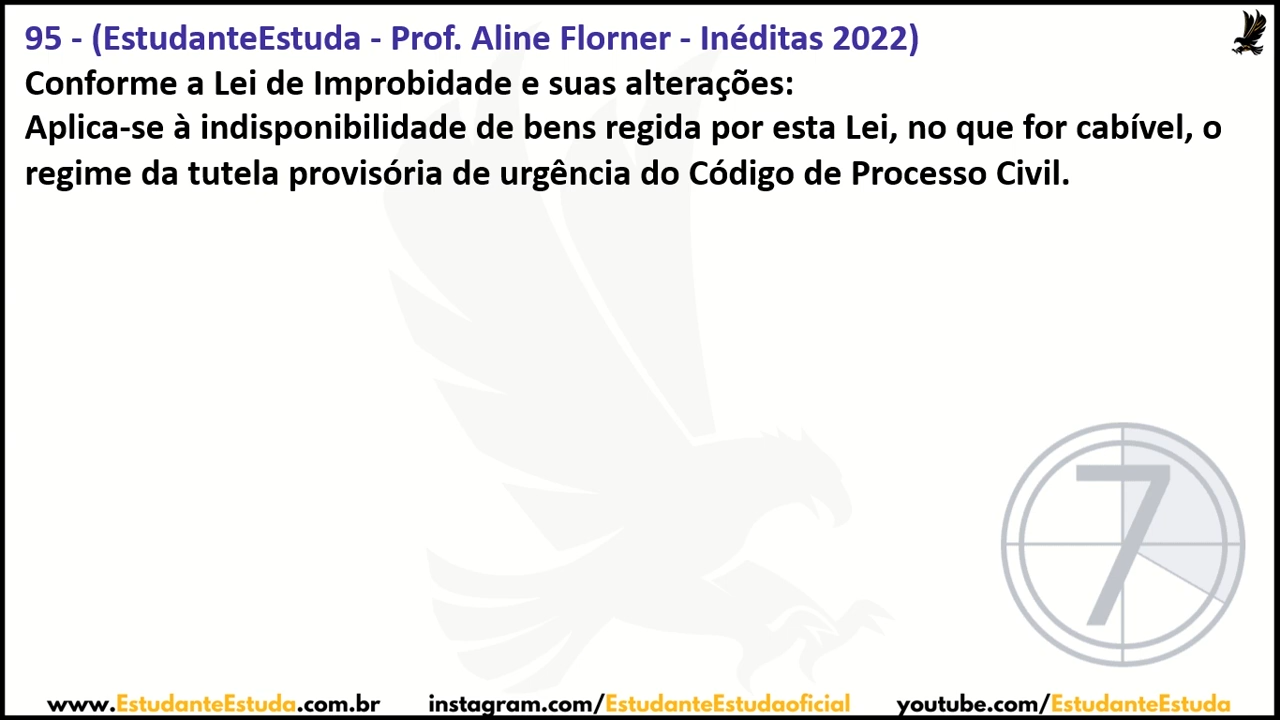 95 - (EstudanteEstuda - Prof. Aline Florner - Inéditas 2022)
Conforme a Lei de Improbidade e suas alterações:
Aplica-se à indisponibilidade de bens regida por esta Lei, no que for cabível, o
regime da tutela provisória de urgência do Código de Processo Civil.
7
www.EstudanteEstuda.com.br instagram.com/EstudanteEstudaoficial youtube.com/EstudanteEstuda